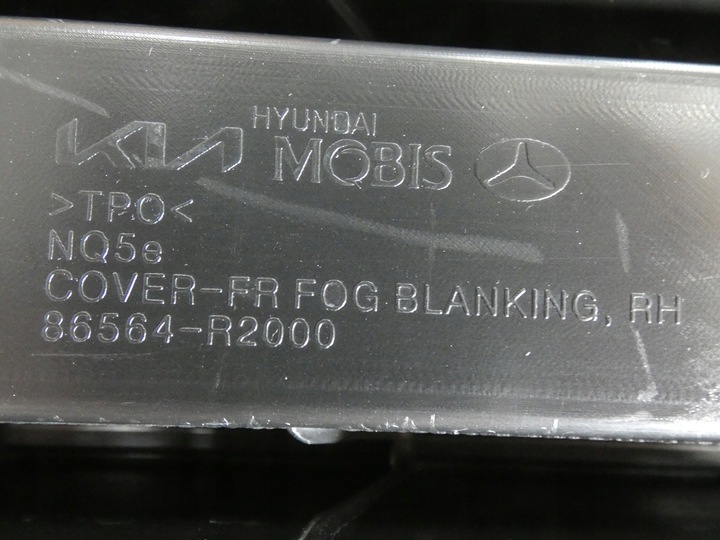 KIA
HYUNDAI
MOBIS
>TPO<
NQ5e
COVER-FR FOG BLANKING, RH
86564-R2000